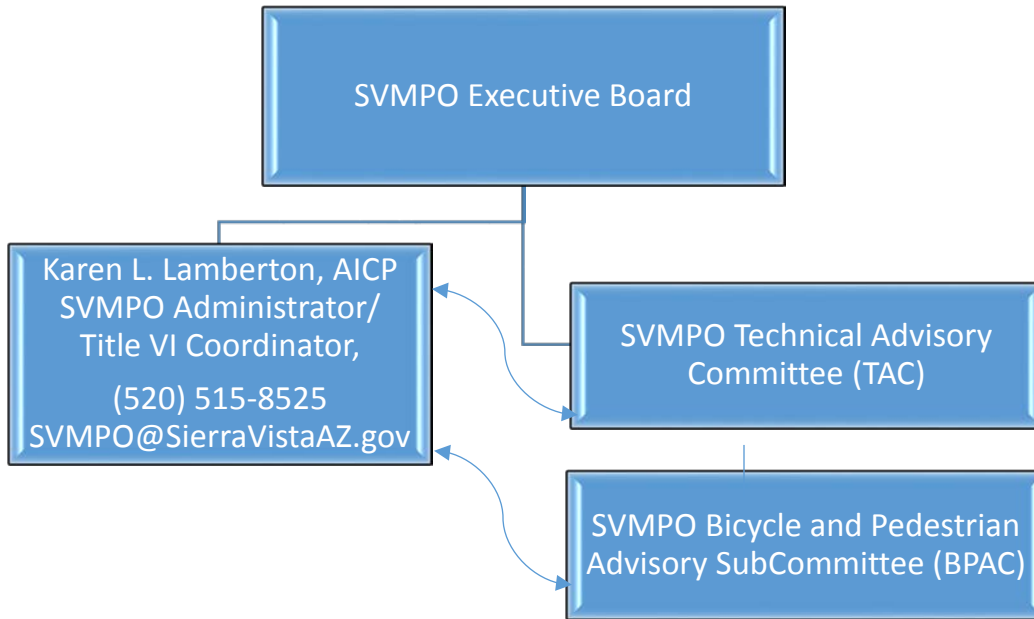 SVMPO Executive Board
Karen L. Lamberton, AICP
SVMPO Administrator/
Title VI Coordinator,
(520) 515-8525
SVMPO@SierraVistaAZ.gov
SVMPO Technical Advisory
Committee (TAC)
SVMPO Bicycle and Pedestrian
Advisory SubCommittee (BPAC)